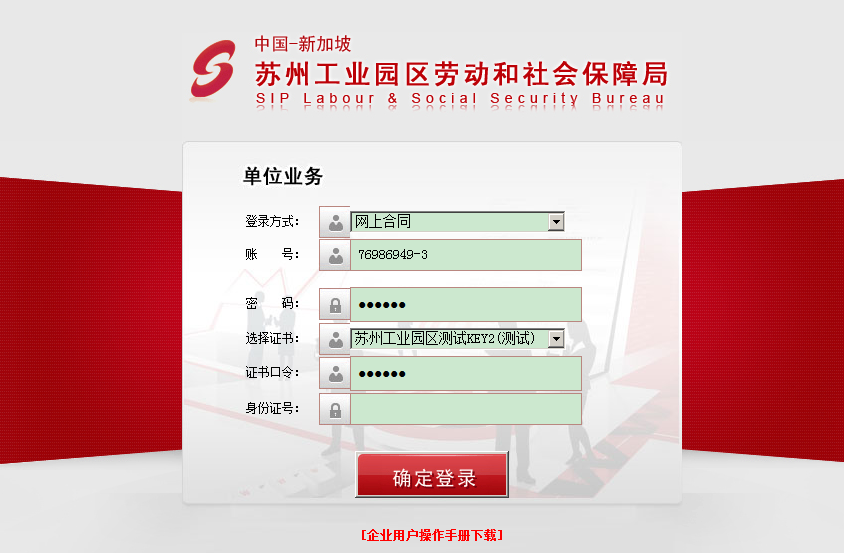 中国-新加坡
苏州工业园区劳动和社会保障局
SIP Labour & Social Security Bureau
单位业务
登录方式： 网上合同
账 号： 76986949-3
密 码： ●●●●●●
选择证书： 苏州工业园区测试KEY2(测试)
证书口令： ●●●●●●
身份证号：
确定登录
[企业用户操作手册下载]